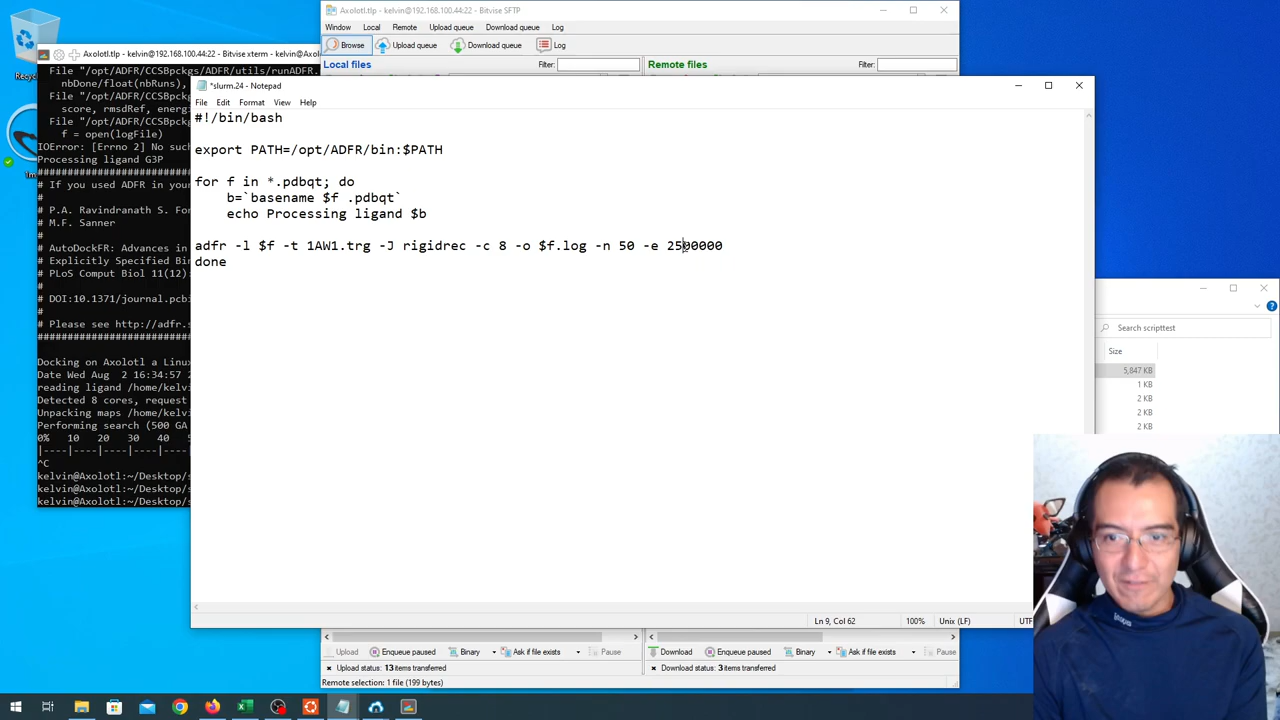 Axolotl.tlp - kelvin@192.168.100.44:22 - Bitvise SFTP
Window Local Remote Upload queue Download queue Log
Browse Upload queue Download queue Log
Local files Filter: Remote files Filter:
Axolotl.tlp - kelvin@192.168.100.44:22 - Bitvise xterm - kelvin@Axo
File "/opt/ADFR/CCSBpckgs/ADFR/utils/runADFR.
nbDone/float(nbRuns),
File "/opt/ADFR/CCSBpc
score, rmsdRef, energi
File "/opt/ADFR/CCSBpc
f = open(logFile)
IOError: [Errno 2] No suc
Processing ligand G3P
#########################
# If you used ADFR in your
#
# P.A. Ravindranath S. For
# M.F. Sanner
#
# AutoDockFR: Advances in
# Explicitly Specified Bin
# PLoS Comput Biol 11(12):
#
# DOI:10.1371/journal.pcbi
#
# Please see http://adfr.s
#########################
Docking on Axolotl a Linux
Date Wed Aug 2 16:34:57 2
reading ligand /home/kelvi
Detected 8 cores, request
Unpacking maps /home/kelvi
Performing search (500 GA
0% 10 20 30 40 5
|----|----|----|----|-----
^C
kelvin@Axolotl:~/Desktop/s
kelvin@Axolotl:~/Desktop/s
kelvin@Axolotl:~/Desktop/s
*slurm.24 - Notepad
File Edit Format View Help
#!/bin/bash
export PATH=/opt/ADFR/bin:$PATH
for f in *.pdbqt; do
b=`basename $f .pdbqt`
echo Processing ligand $b
adfr -l $f -t 1AW1.trg -J rigidrec -c 8 -o $f.log -n 50 -e 2500000
done
Ln 9, Col 62 100% Unix (LF) UTF
Search scripttest
Size
5,847 KB
1 KB
2 KB
2 KB
2 KB
Upload Enqueue paused Binary Ask if file exists Pause
Download Enqueue paused Binary Ask if file exists Pause
Upload status: 13 items transferred
Download status: 3 items transferred
Remote selection: 1 file (199 bytes)